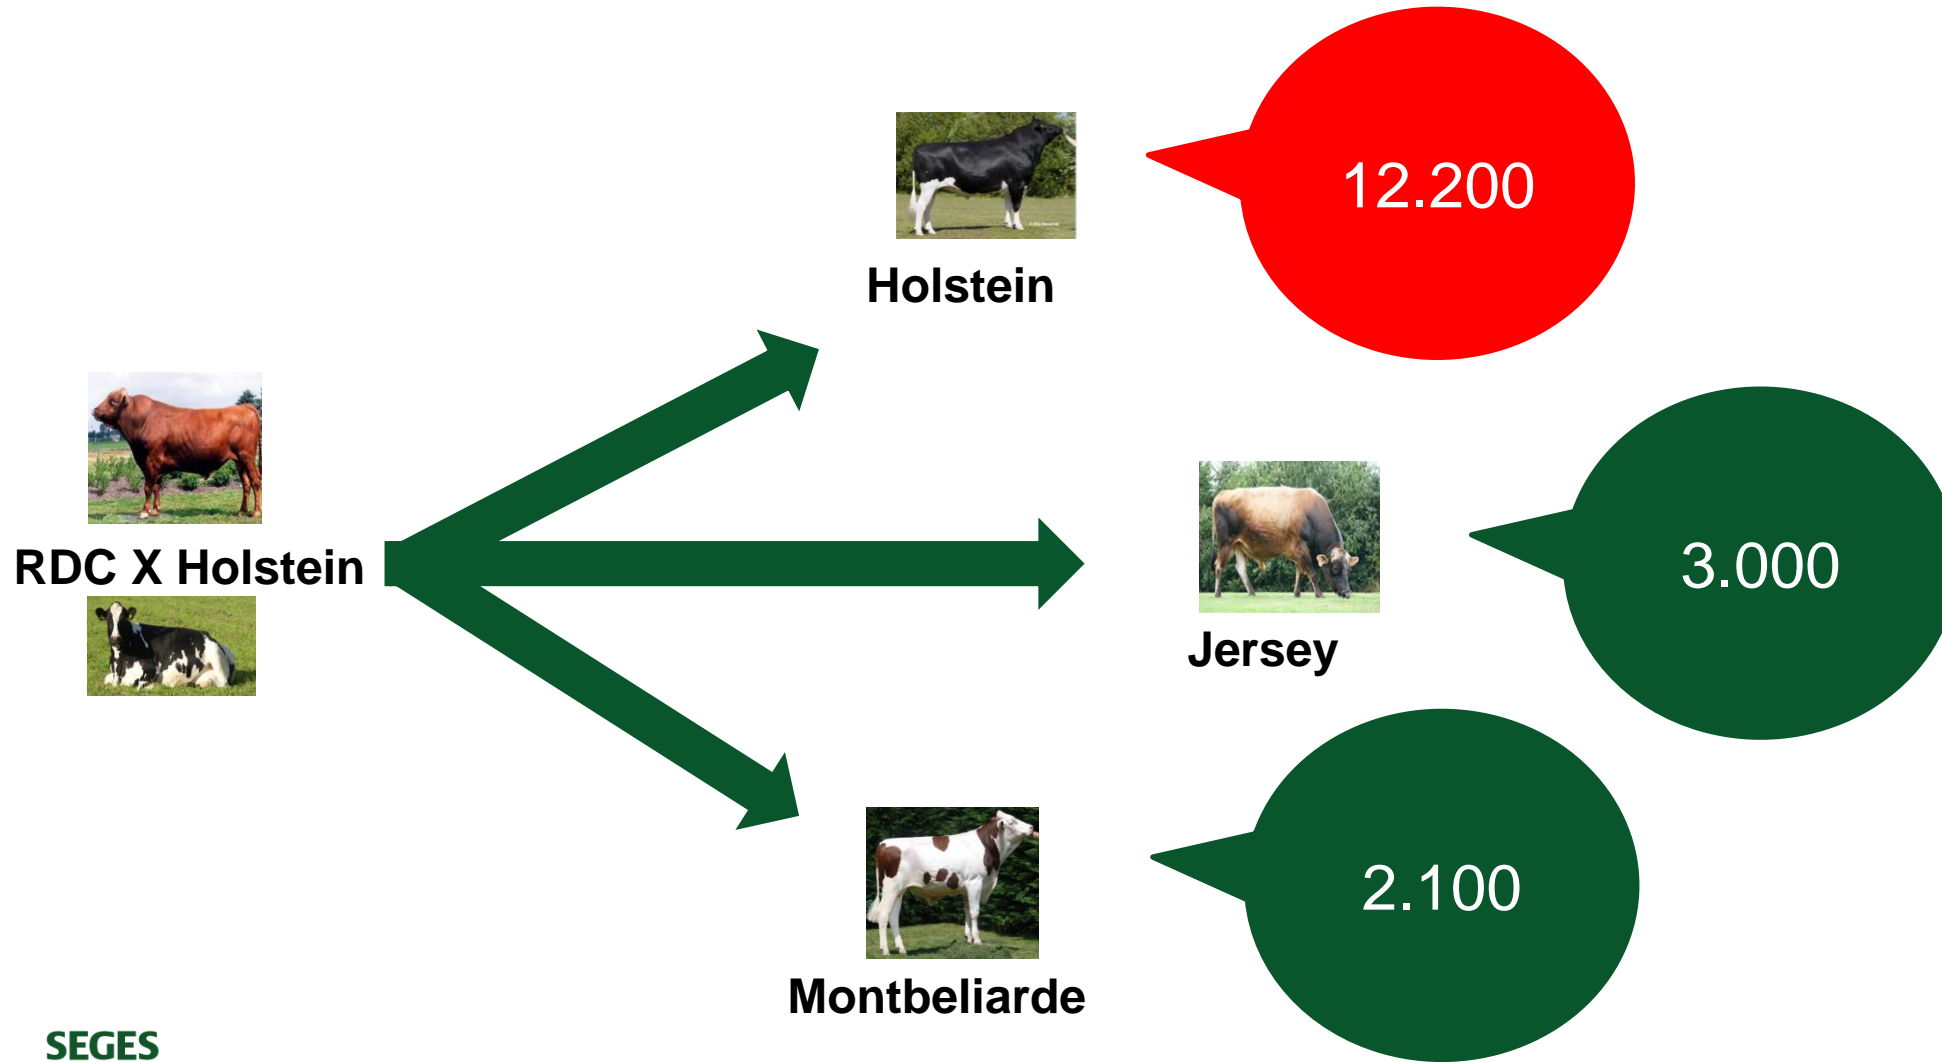 12.200
Holstein
RDC X Holstein
3.000
Jersey
2.100
Montbeliarde
SEGES